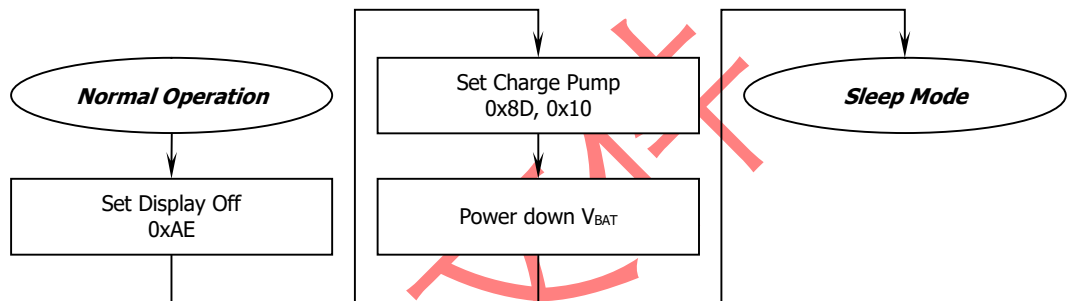 Normal Operation
Set Display Off
0xAE
Set Charge Pump
0x8D, 0x10
Power down VBAT
Sleep Mode